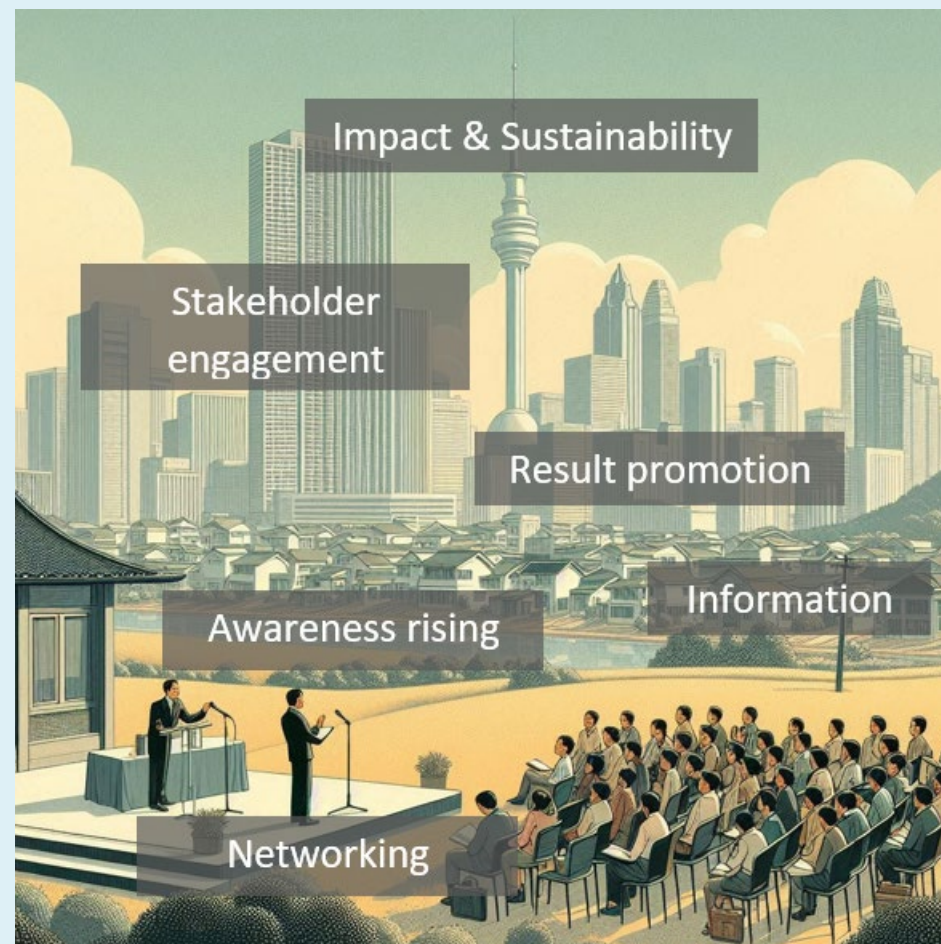 Impact & Sustainability
Stakeholder
engagement
Result promotion
Information
Awareness rising
Networking